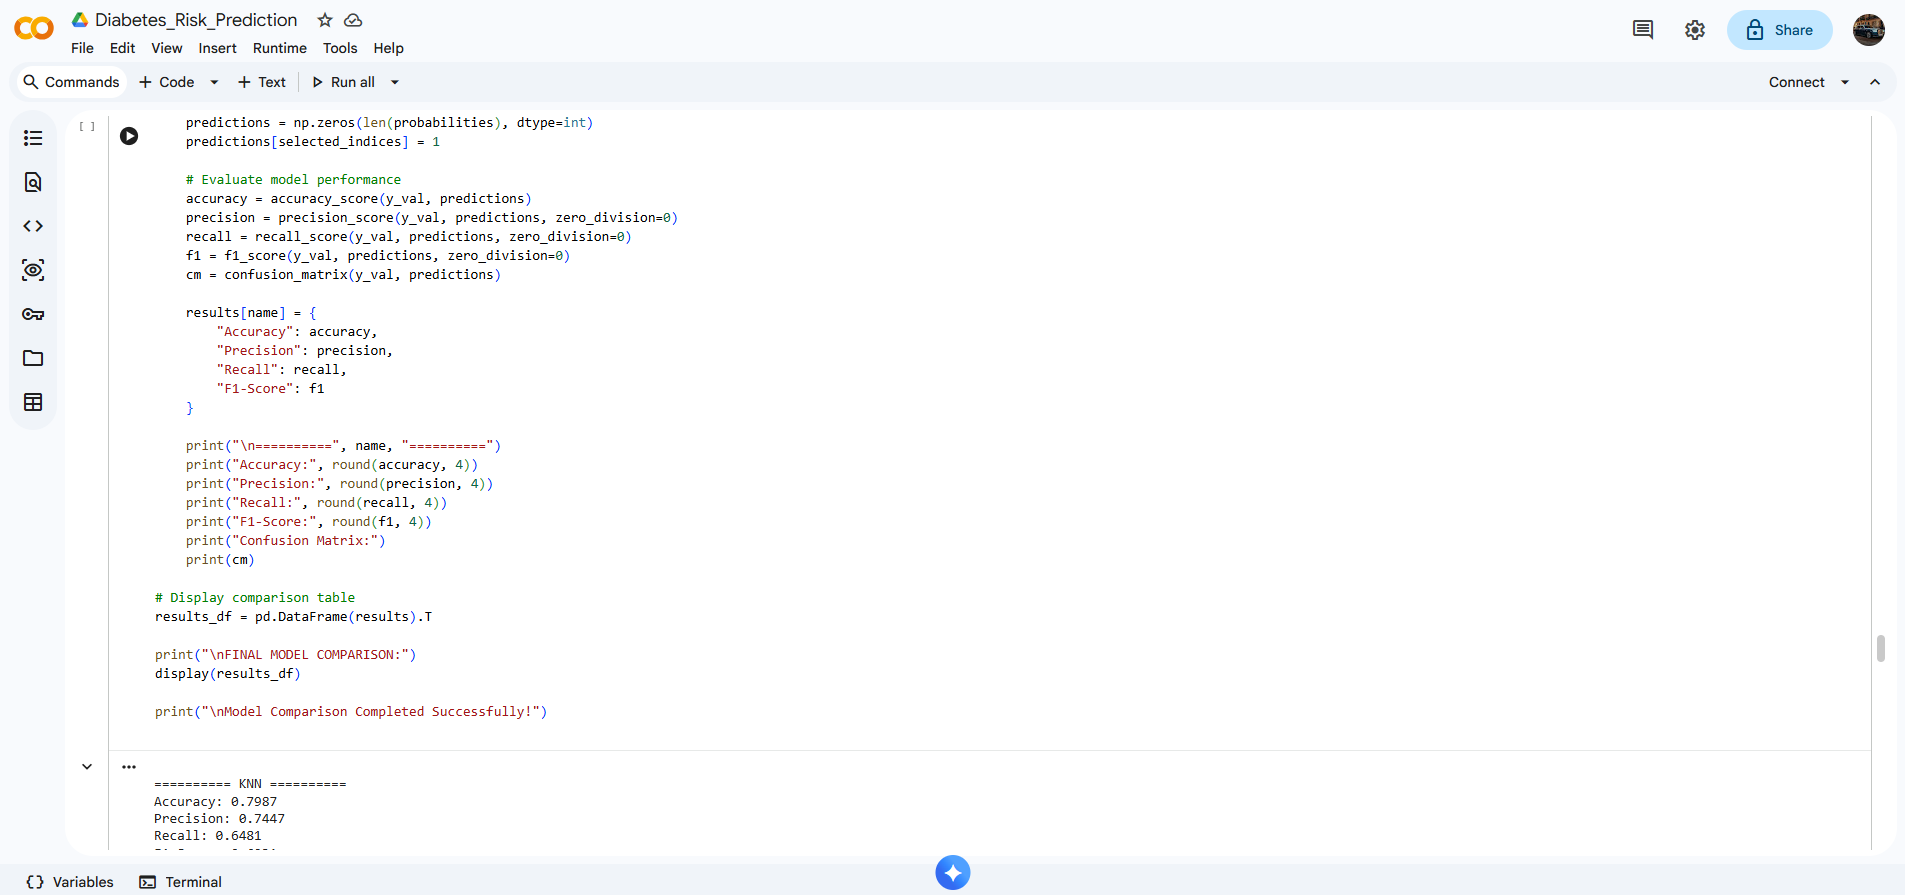 Diabetes_Risk_Prediction
File Edit View Insert Runtime Tools Help
Share
Commands + Code + Text Run all
Connect
[ ]
predictions = np.zeros(len(probabilities), dtype=int)
predictions[selected_indices] = 1
# Evaluate model performance
accuracy = accuracy_score(y_val, predictions)
precision = precision_score(y_val, predictions, zero_division=0)
recall = recall_score(y_val, predictions, zero_division=0)
f1 = f1_score(y_val, predictions, zero_division=0)
cm = confusion_matrix(y_val, predictions)
results[name] = {
"Accuracy": accuracy,
"Precision": precision,
"Recall": recall,
"F1-Score": f1
}
print("\n==========", name, "==========")
print("Accuracy:", round(accuracy, 4))
print("Precision:", round(precision, 4))
print("Recall:", round(recall, 4))
print("F1-Score:", round(f1, 4))
print("Confusion Matrix:")
print(cm)
# Display comparison table
results_df = pd.DataFrame(results).T
print("\nFINAL MODEL COMPARISON:")
display(results_df)
print("\nModel Comparison Completed Successfully!")
========== KNN ==========
Accuracy: 0.7987
Precision: 0.7447
Recall: 0.6481
{} Variables Terminal